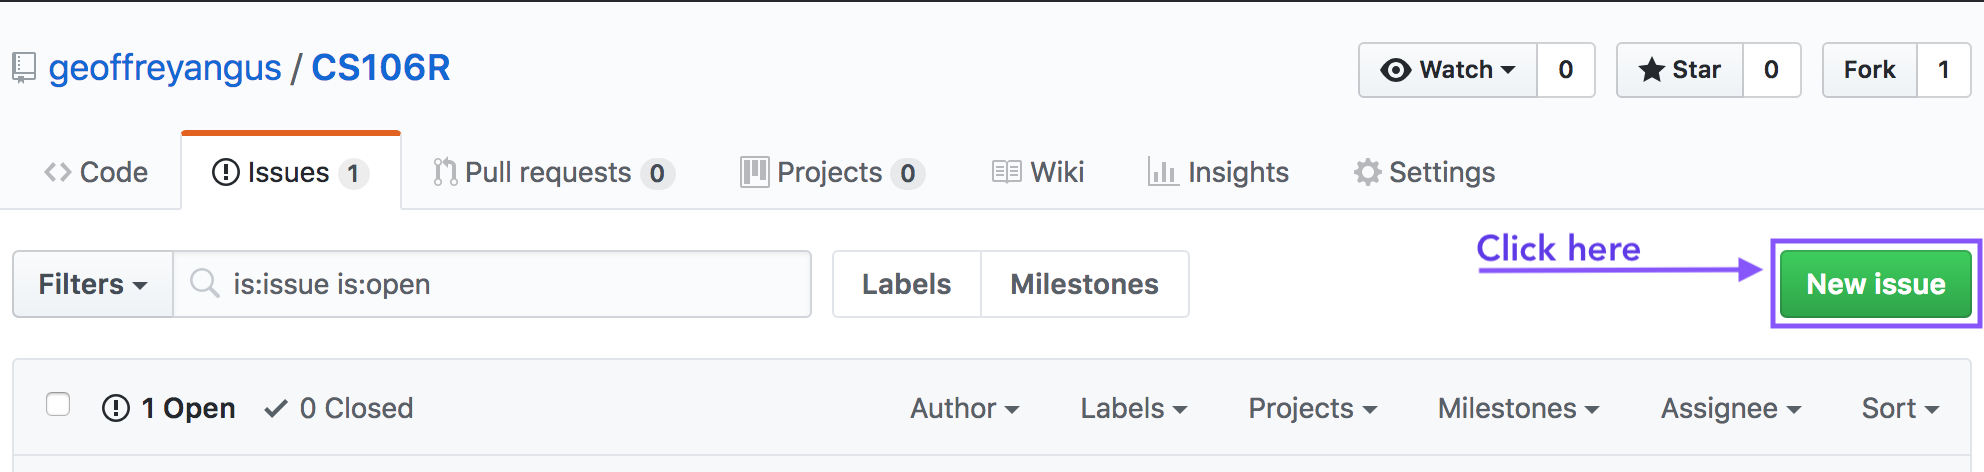 geoffreyangus / CS106R
Watch 0 Star 0 Fork 1
Code Issues 1 Pull requests 0 Projects 0 Wiki Insights Settings
Click here
Filters is:issue is:open Labels Milestones New issue
1 Open 0 Closed Author Labels Projects Milestones Assignee Sort